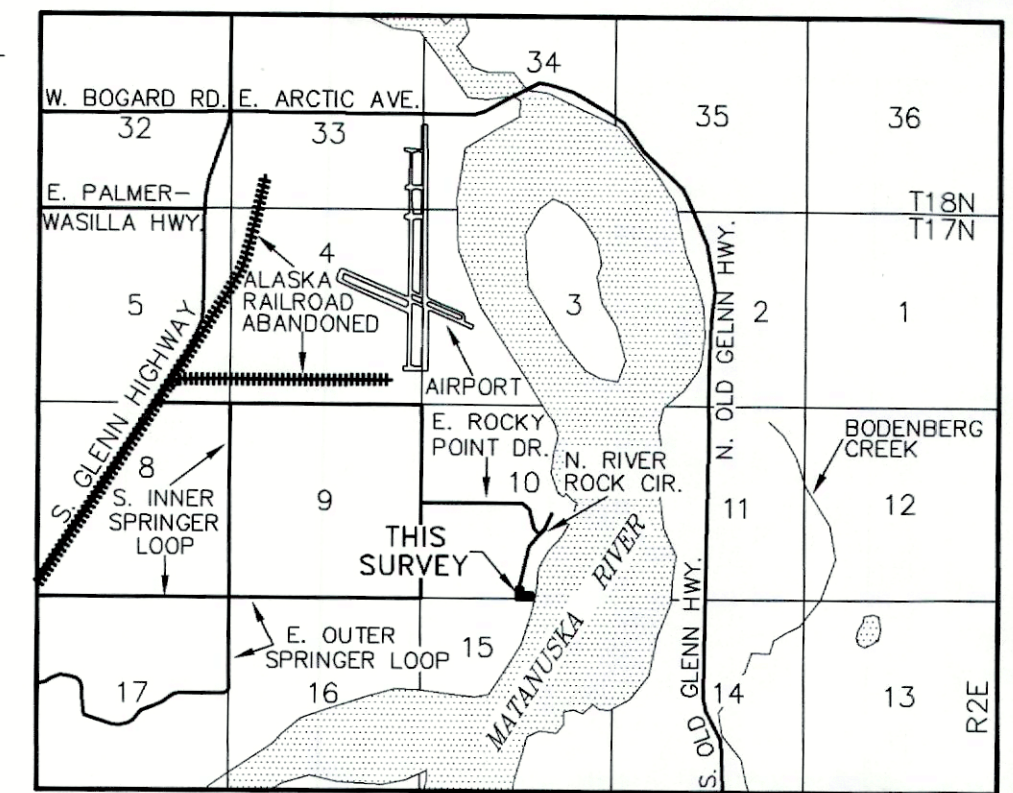 34
W. BOGARD RD.
E. ARCTIC AVE.
32
33
35
36
E. PALMER-
WASILLA HWY.
T18N
T17N
4
ALASKA
RAILROAD
ABANDONED
5
3
2
1
N. OLD GELNN HWY.
S. GLENN HIGHWAY
AIRPORT
E. ROCKY
POINT DR.
BODENBERG
CREEK
8
N. RIVER
ROCK CIR.
10
S. INNER
SPRINGER
LOOP
9
11
12
THIS
SURVEY
MATANUSKA RIVER
S. OLD GLENN HWY.
E. OUTER
SPRINGER LOOP
15
17
16
14
13
R2E